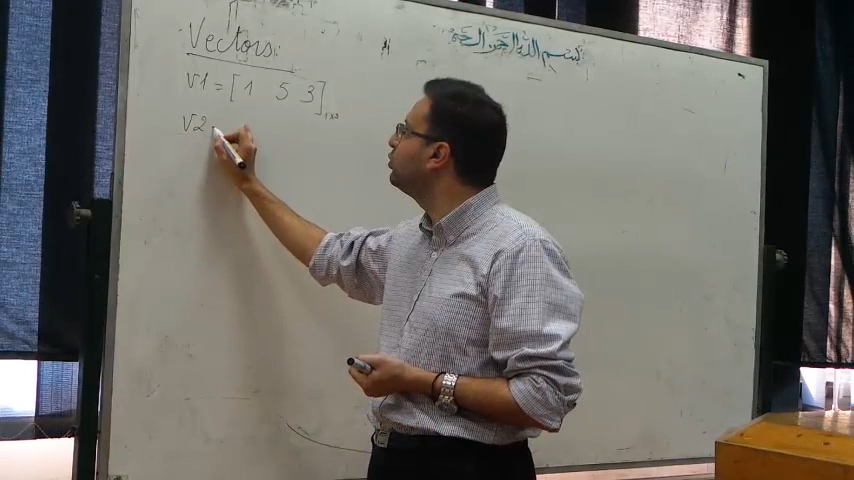 بسم الله الرحمن الرحيم
Vectors:
V1 = [1 5 3]1x3
V2